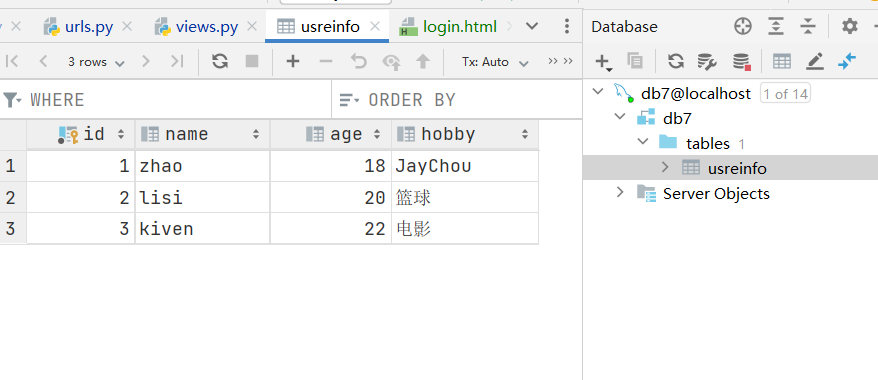 urls.py views.py usreinfo login.html
3 rows Tx: Auto
WHERE ORDER BY
id name age hobby
1 1 zhao 18 JayChou
2 2 lisi 20 篮球
3 3 kiven 22 电影
Database
db7@localhost 1 of 14
db7
tables 1
usreinfo
Server Objects